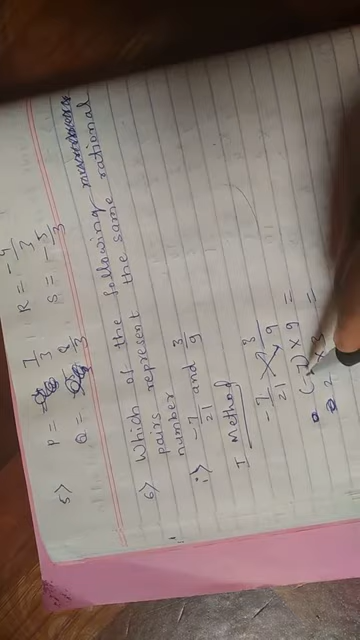 5) P = 7/3 R = -4/3
Q = 8/3 S = -5/3
6) Which of the following
pairs represent the same rational
number
i) -7/21 and 3/9
I Method
-7/21 3/9
(-7) × 9 =
× 3 =